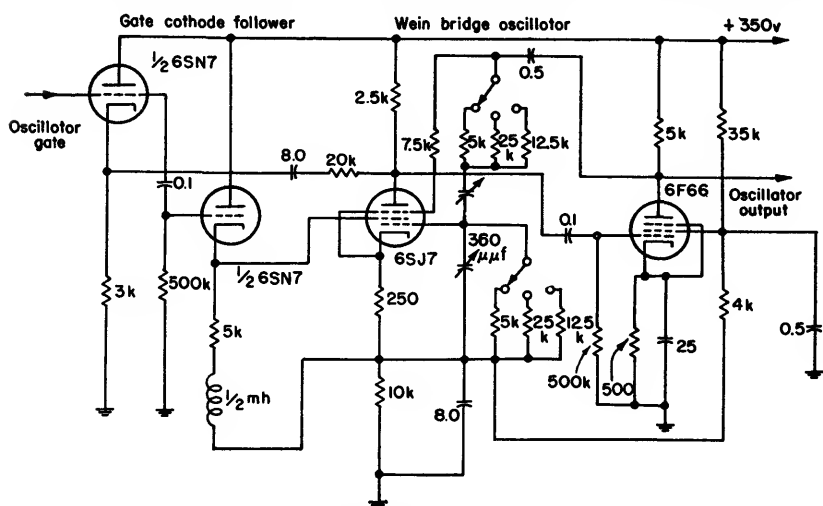 Gate cothode follower
Wein bridge oscillotor
+ 350v
1/2 6SN7
0.5
2.5k
5k
35k
Oscillotor
gate
7.5k
5k
25
k
12.5k
8.0
20k
6F66
Oscillator
output
0.1
0.1
360
μμf
6SJ7
1/2 6SN7
3k
500k
250
5k
25
k
12.5
k
4k
5k
500k
500
25
0.5
1/2 mh
10k
8.0